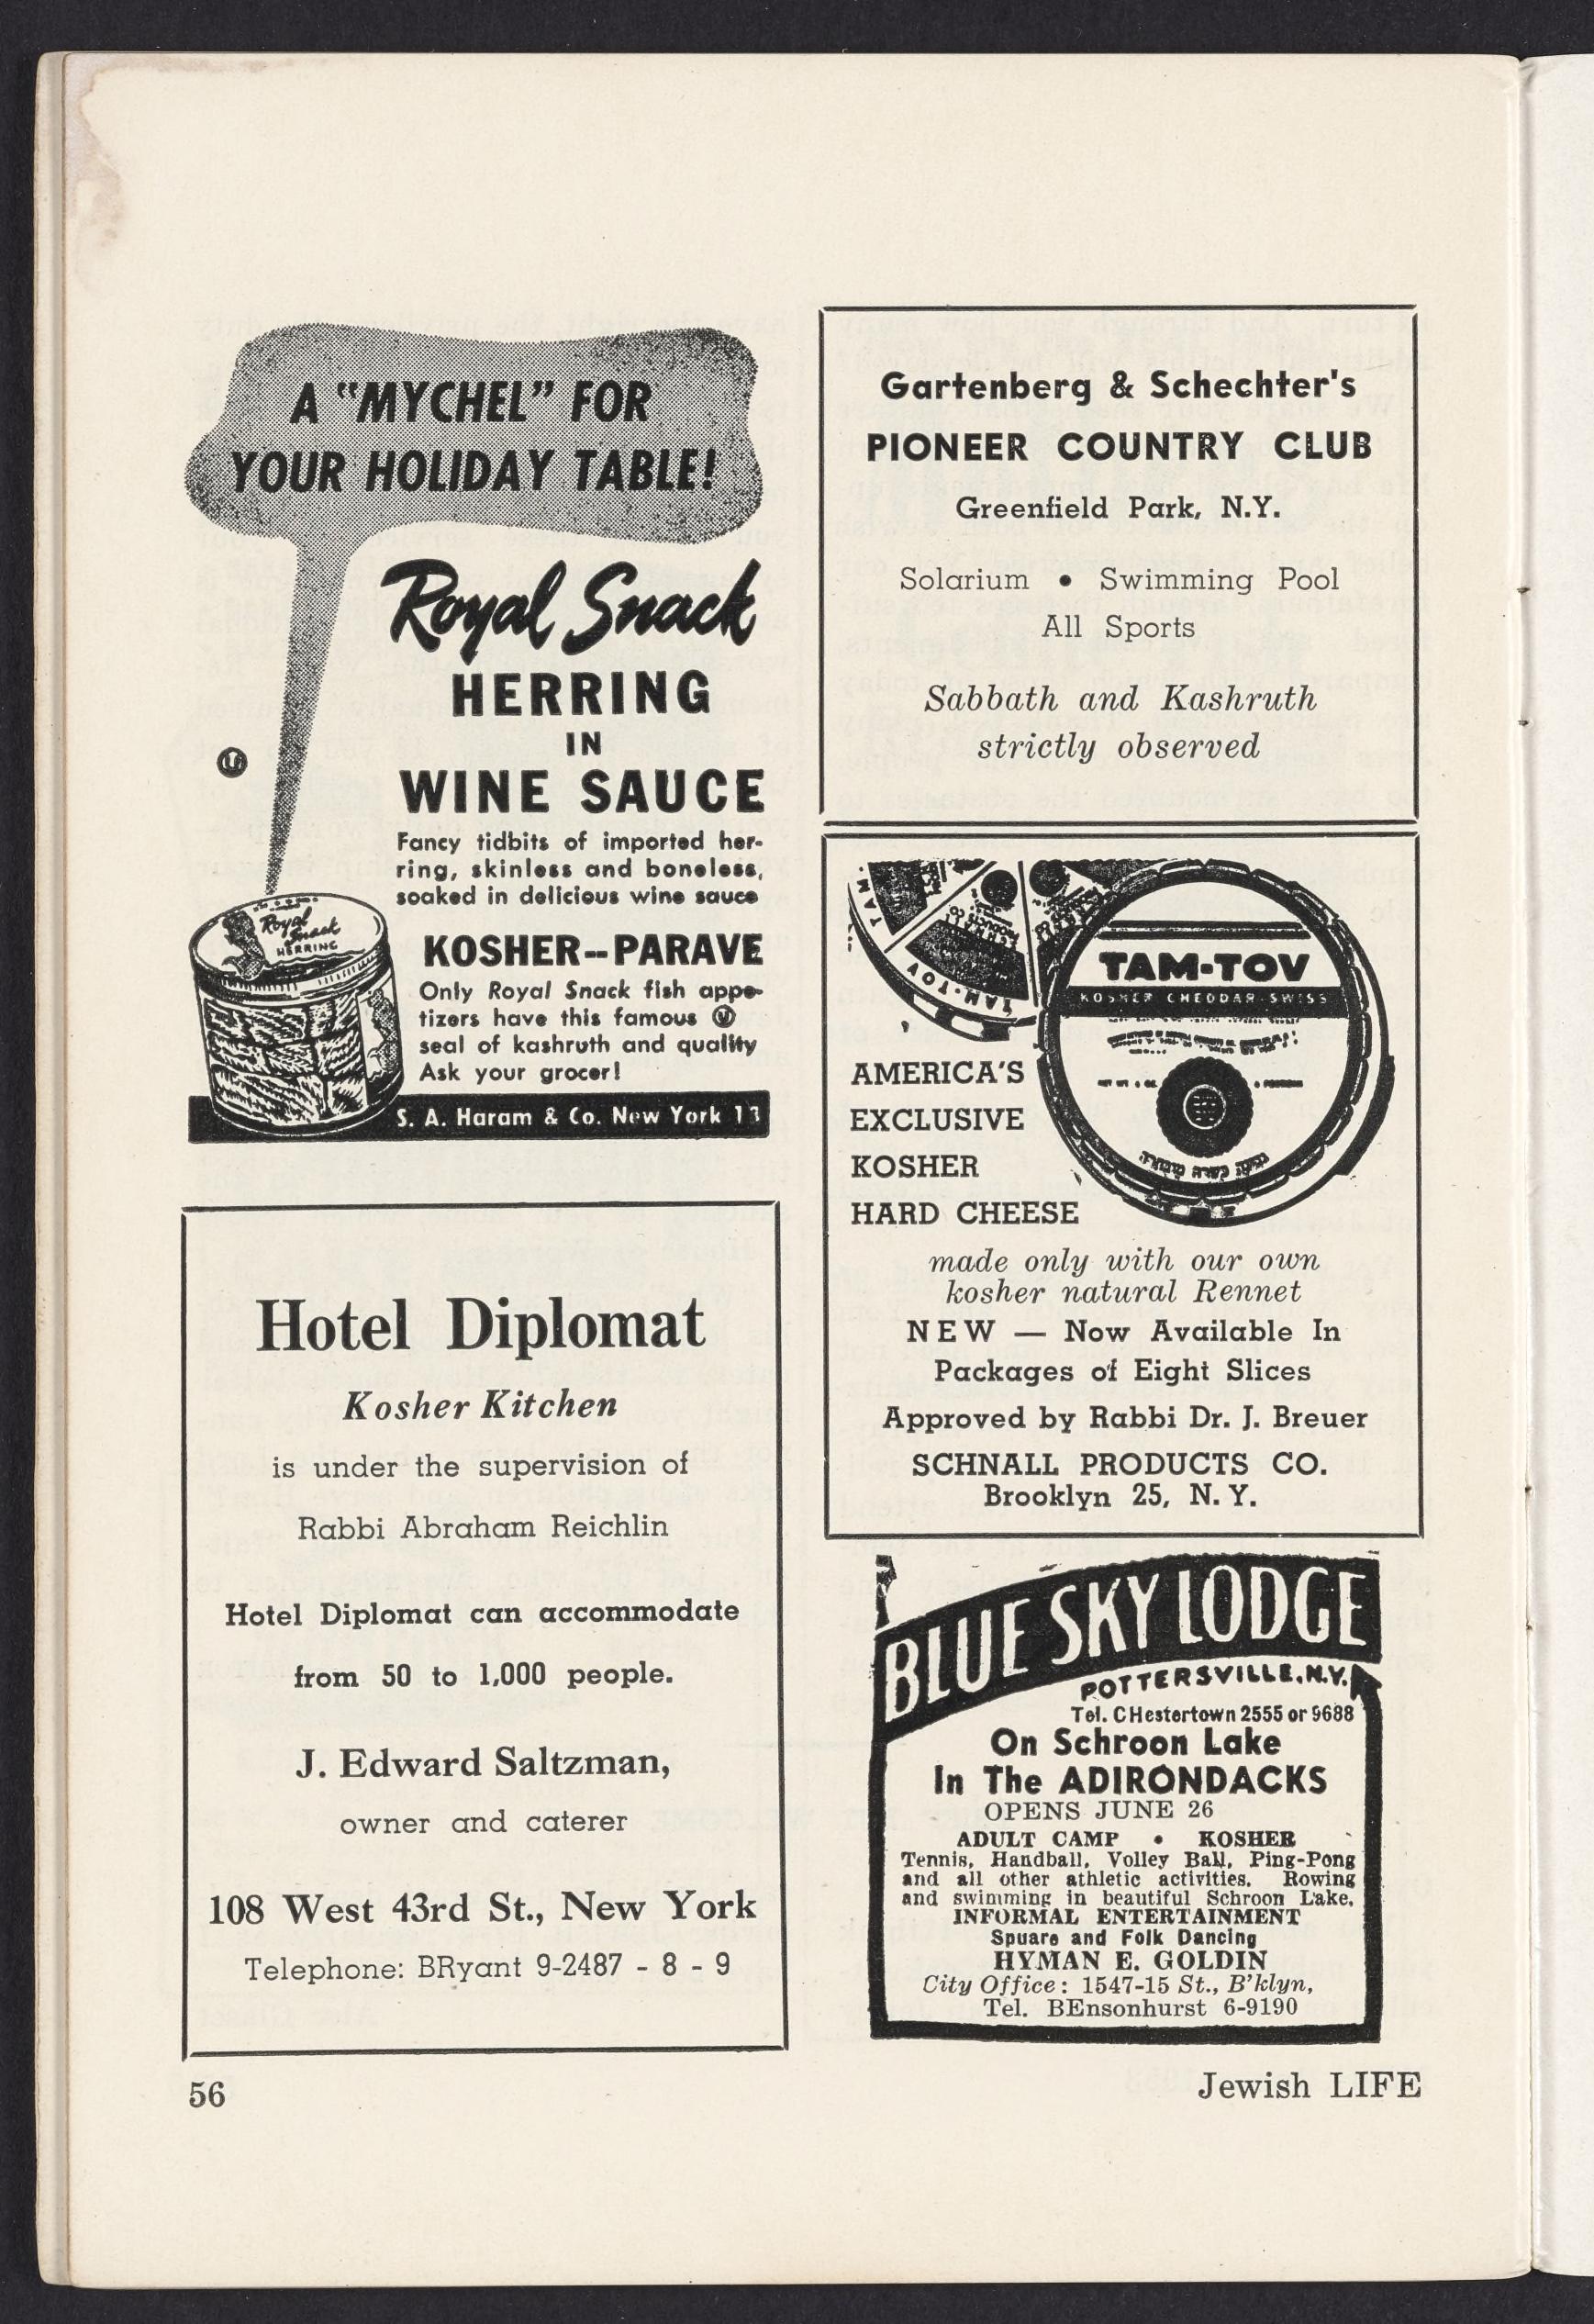 A "MYCHEL" FOR
YOUR HOLIDAY TABLE!
Royal Snack
HERRING
IN
WINE SAUCE
Fancy tidbits of imported her-
ring, skinless and boneless,
soaked in delicious wine sauce
Royal
Snack
HERRING
KOSHER--PARAVE
Only Royal Snack fish appe-
tizers have this famous Ⓤ
seal of kashruth and quality
Ask your grocer!
S. A. Haram & Co. New York 13
Hotel Diplomat
Kosher Kitchen
is under the supervision of
Rabbi Abraham Reichlin
Hotel Diplomat can accommodate
from 50 to 1,000 people.
J. Edward Saltzman,
owner and caterer
108 West 43rd St., New York
Telephone: BRyant 9-2487 - 8 - 9
Gartenberg & Schechter's
PIONEER COUNTRY CLUB
Greenfield Park, N.Y.
Solarium • Swimming Pool
All Sports
Sabbath and Kashruth
strictly observed
TAM-TOV
TAM-TOV
KOSHER CHEDDAR-SWISS
AMERICA'S
EXCLUSIVE
KOSHER
HARD CHEESE
made only with our own
kosher natural Rennet
NEW — Now Available In
Packages of Eight Slices
Approved by Rabbi Dr. J. Breuer
SCHNALL PRODUCTS CO.
Brooklyn 25, N. Y.
BLUE SKY LODGE
POTTERSVILLE, N.Y.
Tel. CHestertown 2555 or 9688
On Schroon Lake
In The ADIRONDACKS
OPENS JUNE 26
ADULT CAMP • KOSHER
Tennis, Handball, Volley Ball, Ping-Pong
and all other athletic activities. Rowing
and swimming in beautiful Schroon Lake.
INFORMAL ENTERTAINMENT
Spuare and Folk Dancing
HYMAN E. GOLDIN
City Office: 1547-15 St., B'klyn,
Tel. BEnsonhurst 6-9190
56
Jewish LIFE